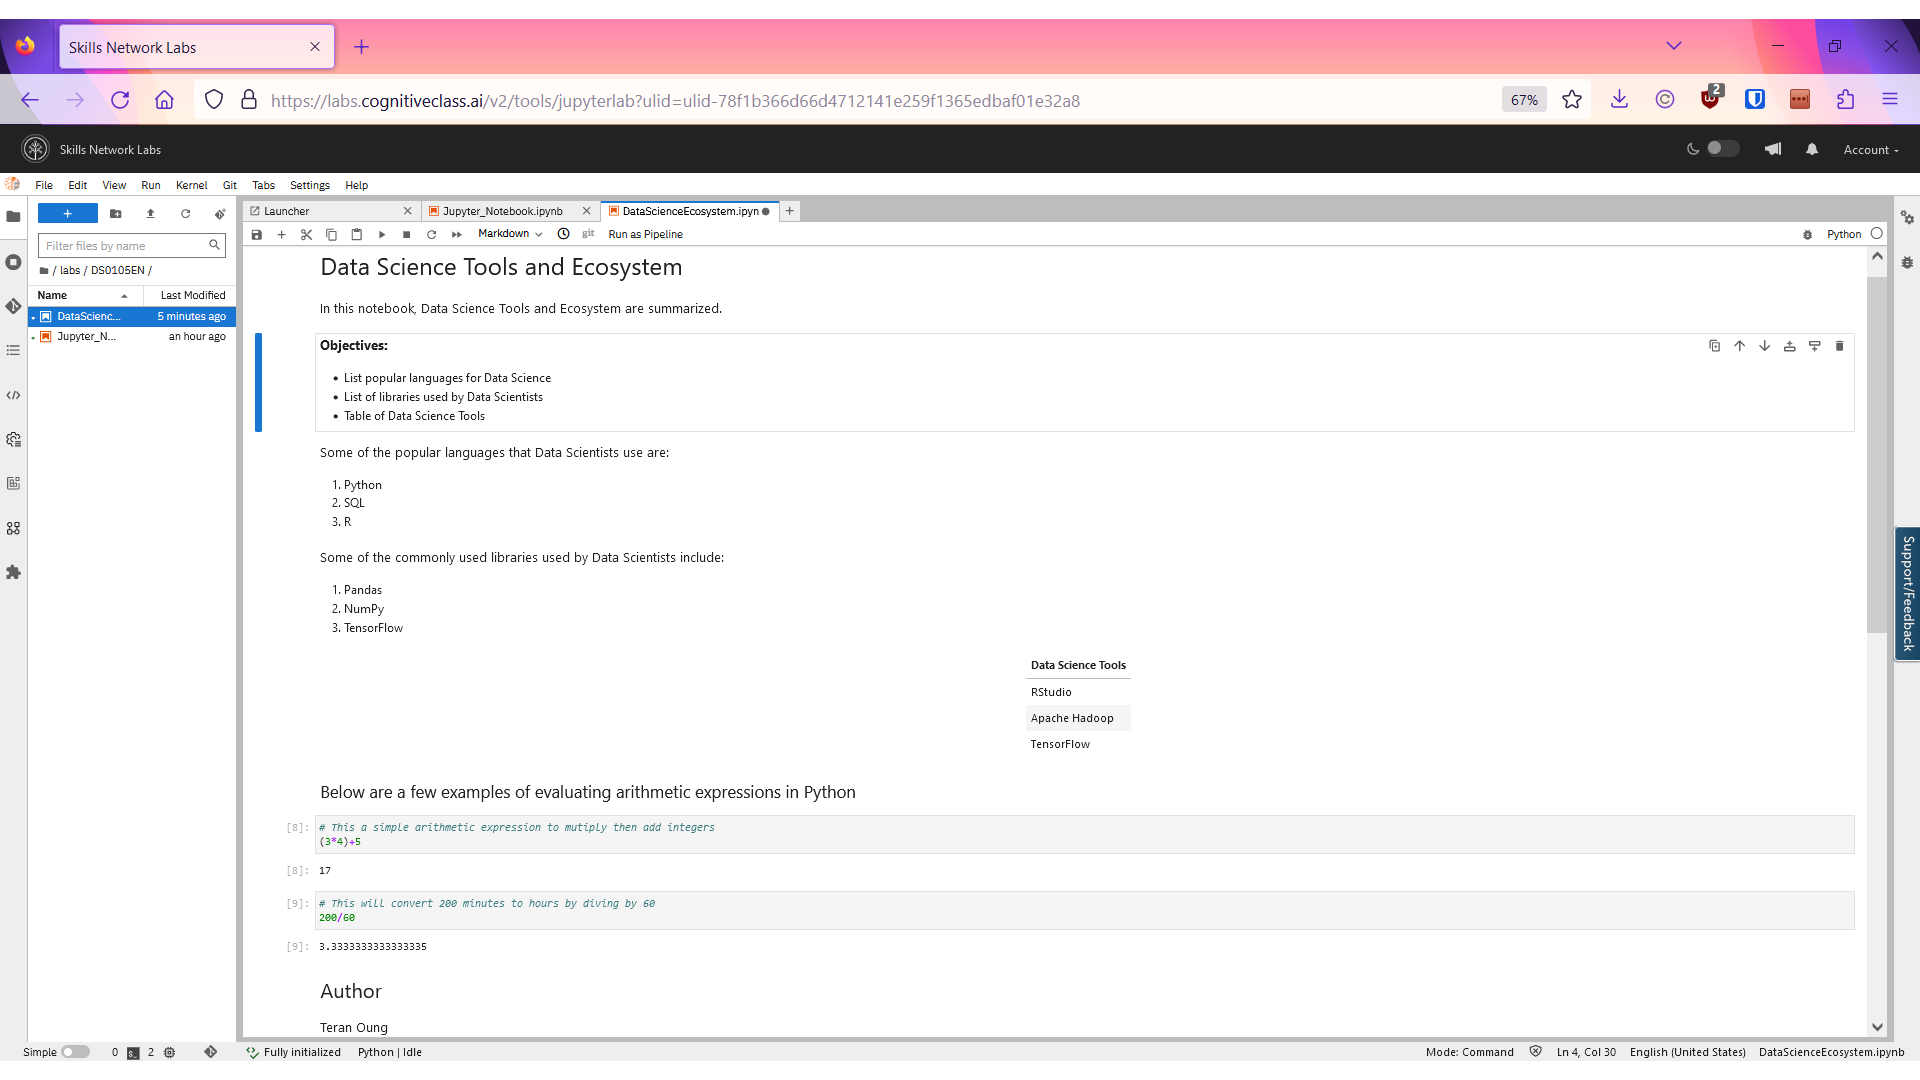 Skills Network Labs
https://labs.cognitiveclass.ai/v2/tools/jupyterlab?ulid=ulid-78f1b366d66d4712141e259f1365edbaf01e32a8
67%
2
Skills Network Labs
Account
File Edit View Run Kernel Git Tabs Settings Help
Launcher
Jupyter_Notebook.ipynb
DataScienceEcosystem.ipyn
Filter files by name
Markdown
git
Run as Pipeline
Python
/ labs / DS0105EN /
Name
Last Modified
DataScienc... 5 minutes ago
Jupyter_N... an hour ago
Data Science Tools and Ecosystem
In this notebook, Data Science Tools and Ecosystem are summarized.
Objectives:
• List popular languages for Data Science
• List of libraries used by Data Scientists
• Table of Data Science Tools
Some of the popular languages that Data Scientists use are:
1. Python
2. SQL
3. R
Some of the commonly used libraries used by Data Scientists include:
1. Pandas
2. NumPy
3. TensorFlow
Data Science Tools
RStudio
Apache Hadoop
TensorFlow
Below are a few examples of evaluating arithmetic expressions in Python
[8]: # This a simple arithmetic expression to mutiply then add integers
(3*4)+5
[8]: 17
[9]: # This will convert 200 minutes to hours by diving by 60
200/60
[9]: 3.3333333333333335
Author
Teran Oung
Support/Feedback
Simple
0
2
Fully initialized
Python | Idle
Mode: Command
Ln 4, Col 30
English (United States)
DataScienceEcosystem.ipynb